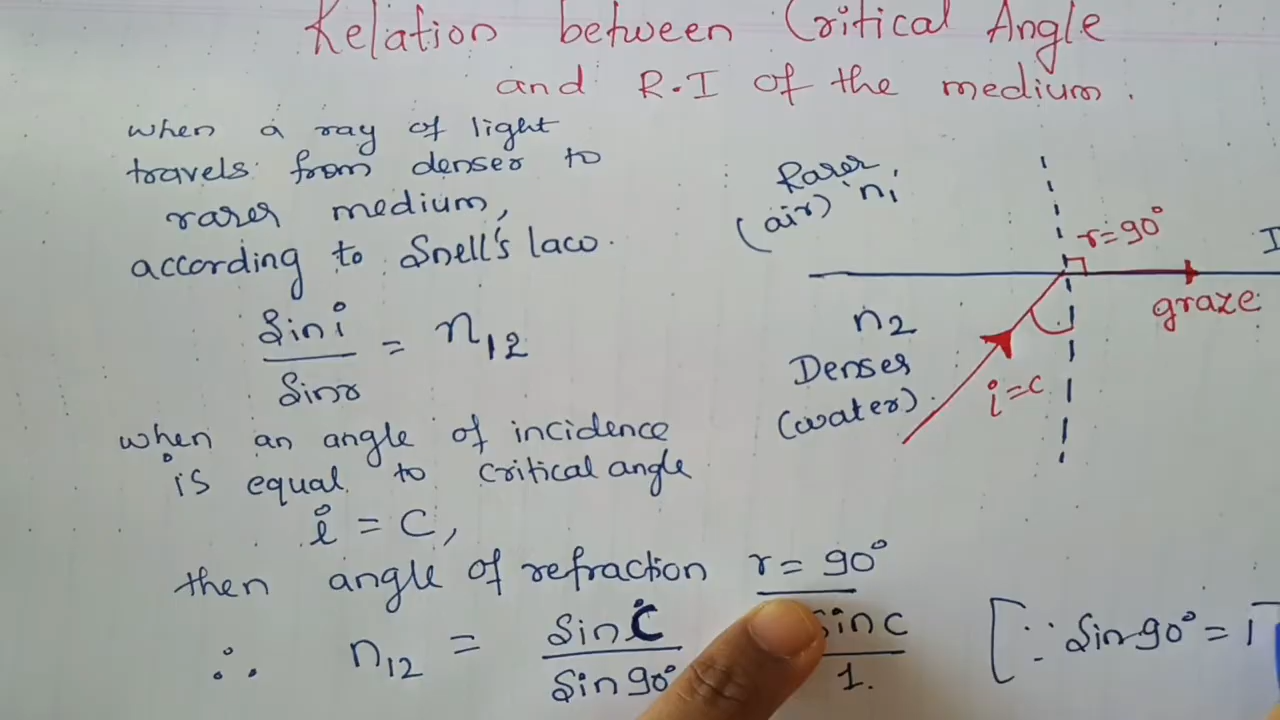 Relation between Critical Angle
and R.I of the medium.
when a ray of light
travels from denser to
rarer medium,
according to Snell's law.
Sin i / Sin r = n12
when an angle of incidence
is equal to critical angle
i = C,
then angle of refraction r = 90°
∴ n12 = Sin C / Sin 90° Sin C / 1.
[∵ Sin 90° = 1
Rarer
(air) n1
r=90°
graze
n2
Denser
(water)
i=c